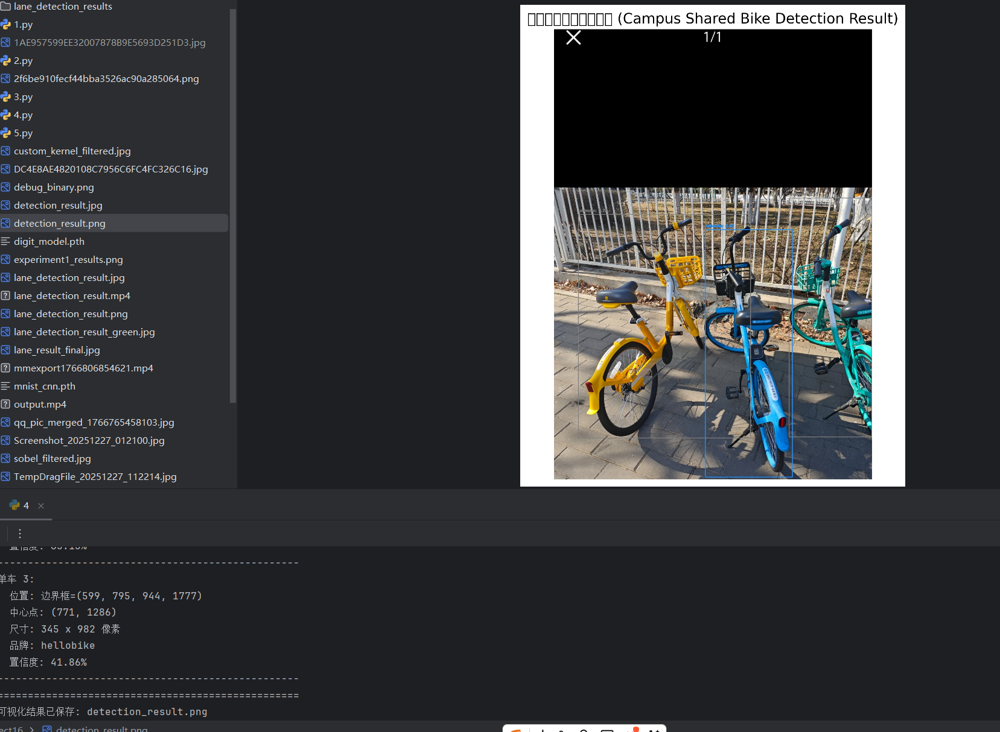 lane_detection_results
1.py
1AE957599EE32007878B9E5693D251D3.jpg
2.py
2f6be910fecf44bba3526ac90a285064.png
3.py
4.py
5.py
custom_kernel_filtered.jpg
DC4E8AE4820108C7956C6FC4FC326C16.jpg
debug_binary.png
detection_result.jpg
detection_result.png
digit_model.pth
experiment1_results.png
lane_detection_result.jpg
lane_detection_result.mp4
lane_detection_result.png
lane_detection_result_green.jpg
lane_result_final.jpg
mmexport1766806854621.mp4
mnist_cnn.pth
output.mp4
qq_pic_merged_1766765458103.jpg
Screenshot_20251227_012100.jpg
sobel_filtered.jpg
TempDragFile_20251227_112214.jpg
(Campus Shared Bike Detection Result)
1/1
4
置信度:
------------------------------------------------
单车 3:
位置: 边界框=(599, 795, 944, 1777)
中心点: (771, 1286)
尺寸: 345 x 982 像素
品牌: hellobike
置信度: 41.86%
------------------------------------------------
================================================
可视化结果已保存: detection_result.png
ect16 > detection_result.png